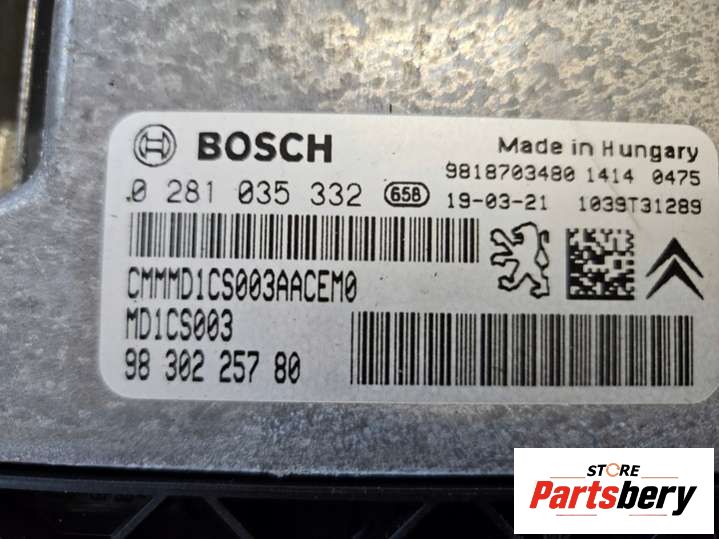 BOSCH
Made in Hungary
9818703480 1414 0475
0 281 035 332 658 19-03-21 1039T31289
CMMMD1CS003AACEM0
MD1CS003
98 302 257 80
STORE
Partsbery